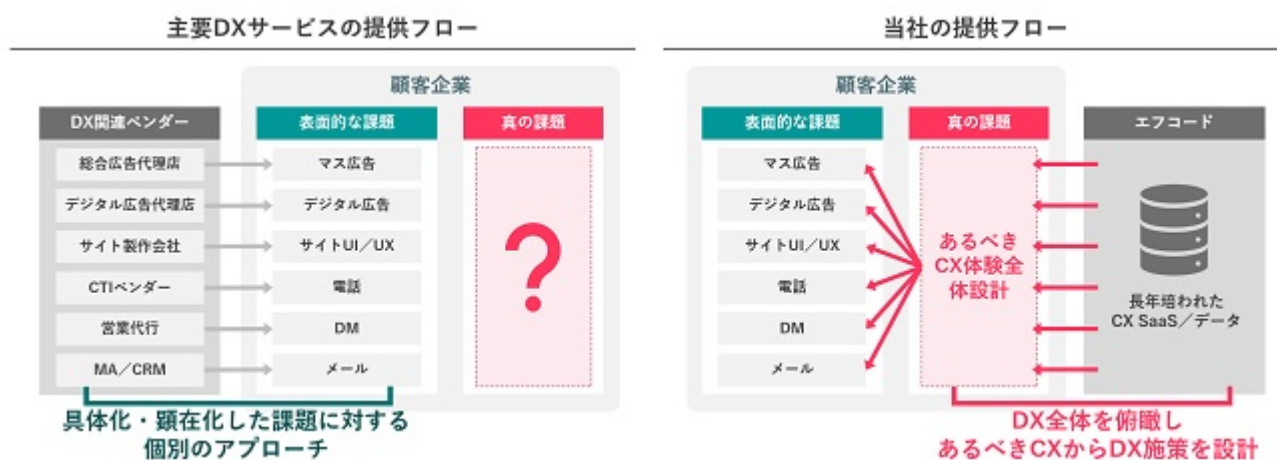 主要DXサービスの提供フロー
顧客企業
DX関連ベンダー
表面的な課題
真の課題
総合広告代理店
マス広告
デジタル広告代理店
デジタル広告
サイト製作会社
サイトUI／UX
CTIベンダー
電話
営業代行
DM
MA／CRM
メール
?
具体化・顕在化した課題に対する
個別のアプローチ
当社の提供フロー
顧客企業
表面的な課題
真の課題
エフコード
マス広告
デジタル広告
サイトUI／UX
電話
DM
メール
あるべき
CX体験全
体設計
長年培われた
CX SaaS／データ
DX全体を俯瞰し
あるべきCXからDX施策を設計